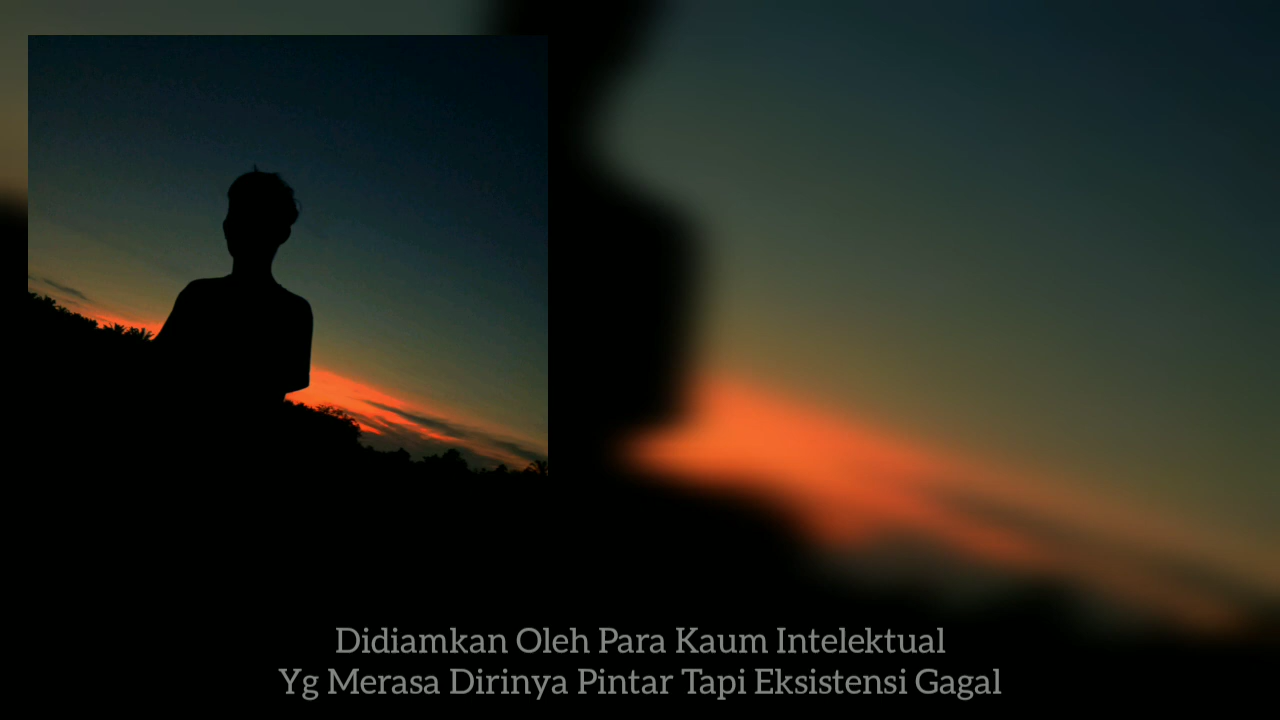 Didiamkan Oleh Para Kaum Intelektual
Yg Merasa Dirinya Pintar Tapi Eksistensi Gagal